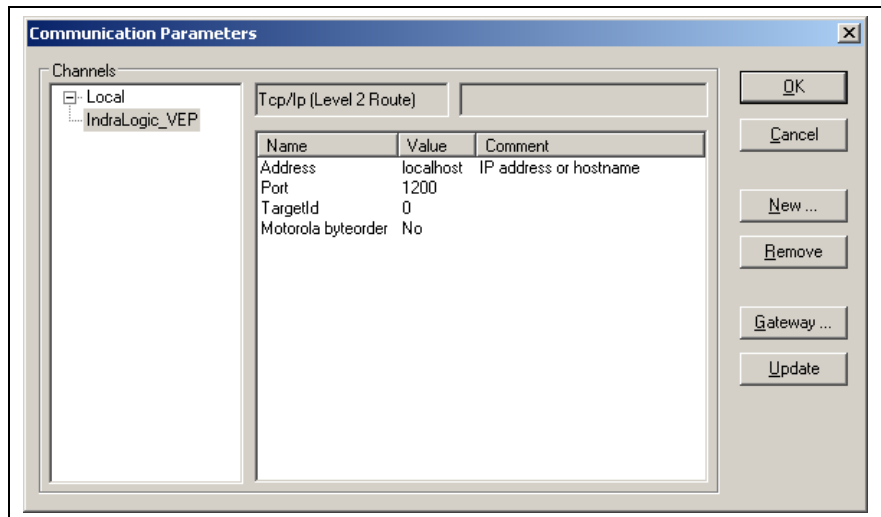 Communication Parameters
Channels
Local
IndraLogic_VEP
Tcp/Ip (Level 2 Route)
Name Value Comment
Address localhost IP address or hostname
Port 1200
TargetId 0
Motorola byteorder No
OK
Cancel
New ...
Remove
Gateway ...
Update